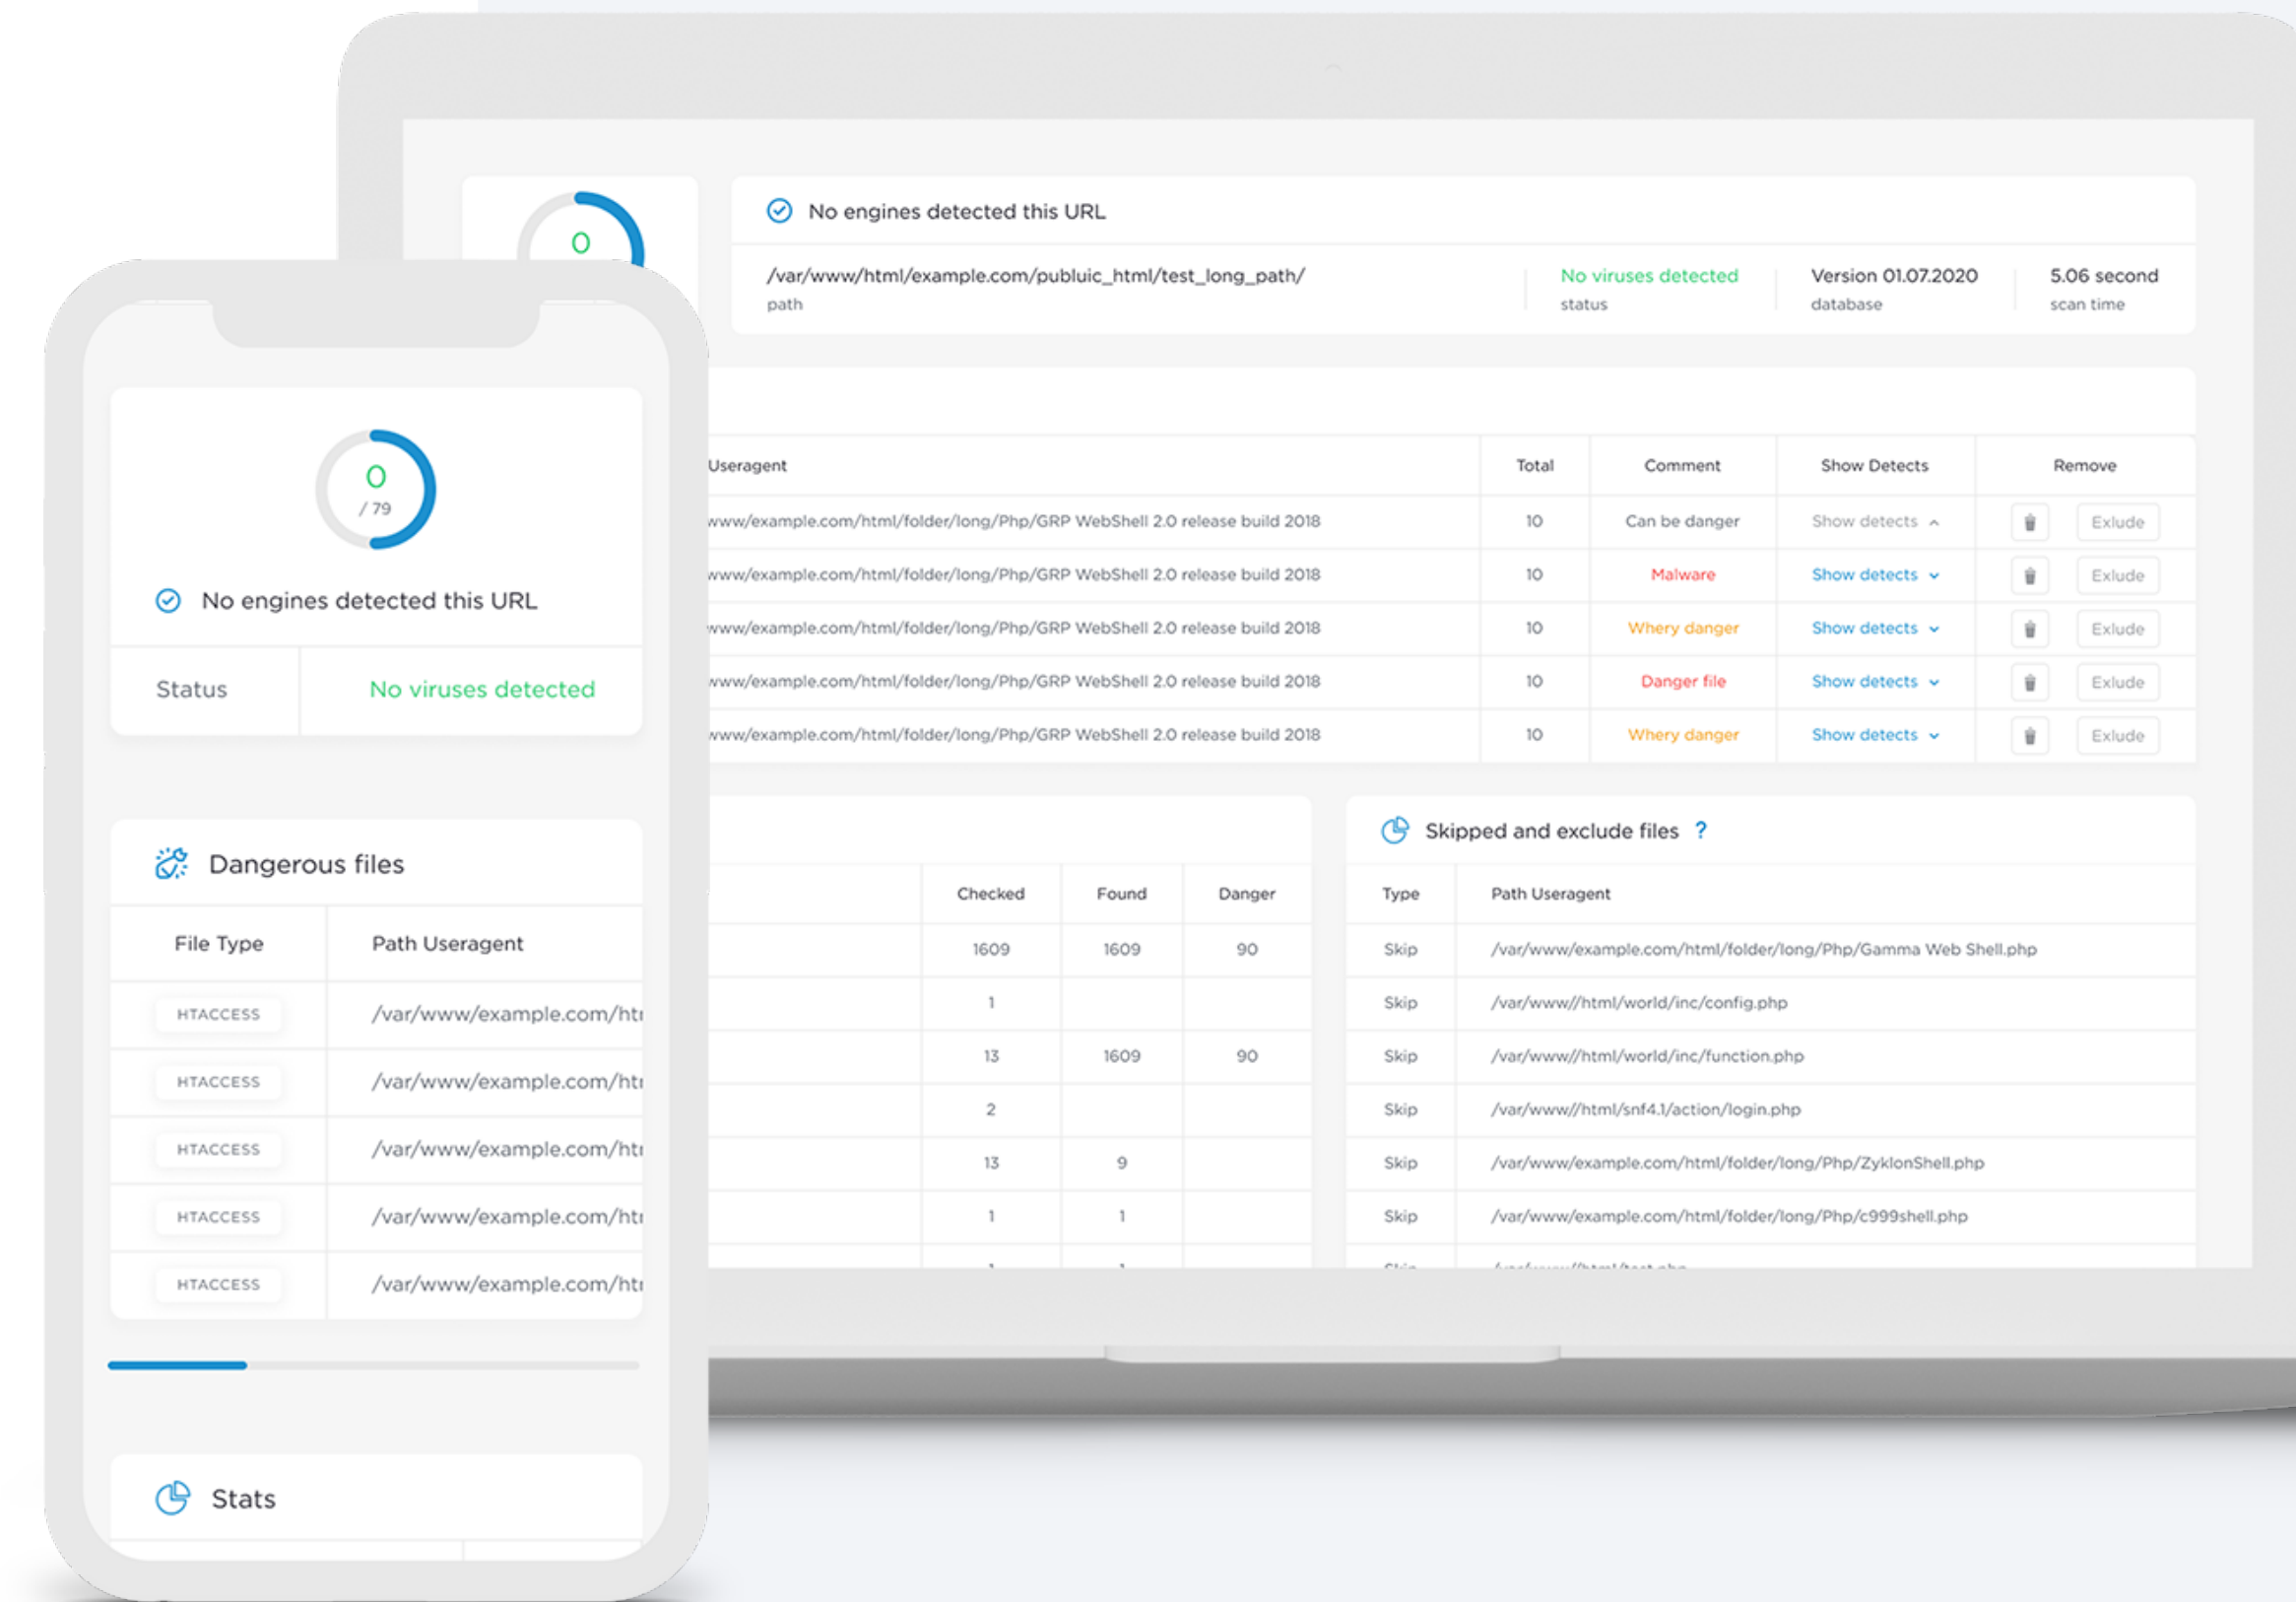 0
No engines detected this URL
/var/www/html/example.com/publuic_html/test_long_path/
path
No viruses detected
status
Version 01.07.2020
database
5.06 second
scan time
Useragent Total Comment Show Detects Remove
www/example.com/html/folder/long/Php/GRP WebShell 2.0 release build 2018 10 Can be danger Show detects Exlude
www/example.com/html/folder/long/Php/GRP WebShell 2.0 release build 2018 10 Malware Show detects Exlude
www/example.com/html/folder/long/Php/GRP WebShell 2.0 release build 2018 10 Whery danger Show detects Exlude
www/example.com/html/folder/long/Php/GRP WebShell 2.0 release build 2018 10 Danger file Show detects Exlude
www/example.com/html/folder/long/Php/GRP WebShell 2.0 release build 2018 10 Whery danger Show detects Exlude
Checked Found Danger
1609 1609 90
1
13 1609 90
2
13 9
1 1
Skipped and exclude files ?
Type Path Useragent
Skip /var/www/example.com/html/folder/long/Php/Gamma Web Shell.php
Skip /var/www//html/world/inc/config.php
Skip /var/www//html/world/inc/function.php
Skip /var/www//html/snf4.1/action/login.php
Skip /var/www/example.com/html/folder/long/Php/ZyklonShell.php
Skip /var/www/example.com/html/folder/long/Php/c999shell.php
0
/ 79
No engines detected this URL
Status No viruses detected
Dangerous files
File Type Path Useragent
HTACCESS /var/www/example.com/ht
HTACCESS /var/www/example.com/ht
HTACCESS /var/www/example.com/ht
HTACCESS /var/www/example.com/ht
HTACCESS /var/www/example.com/ht
Stats